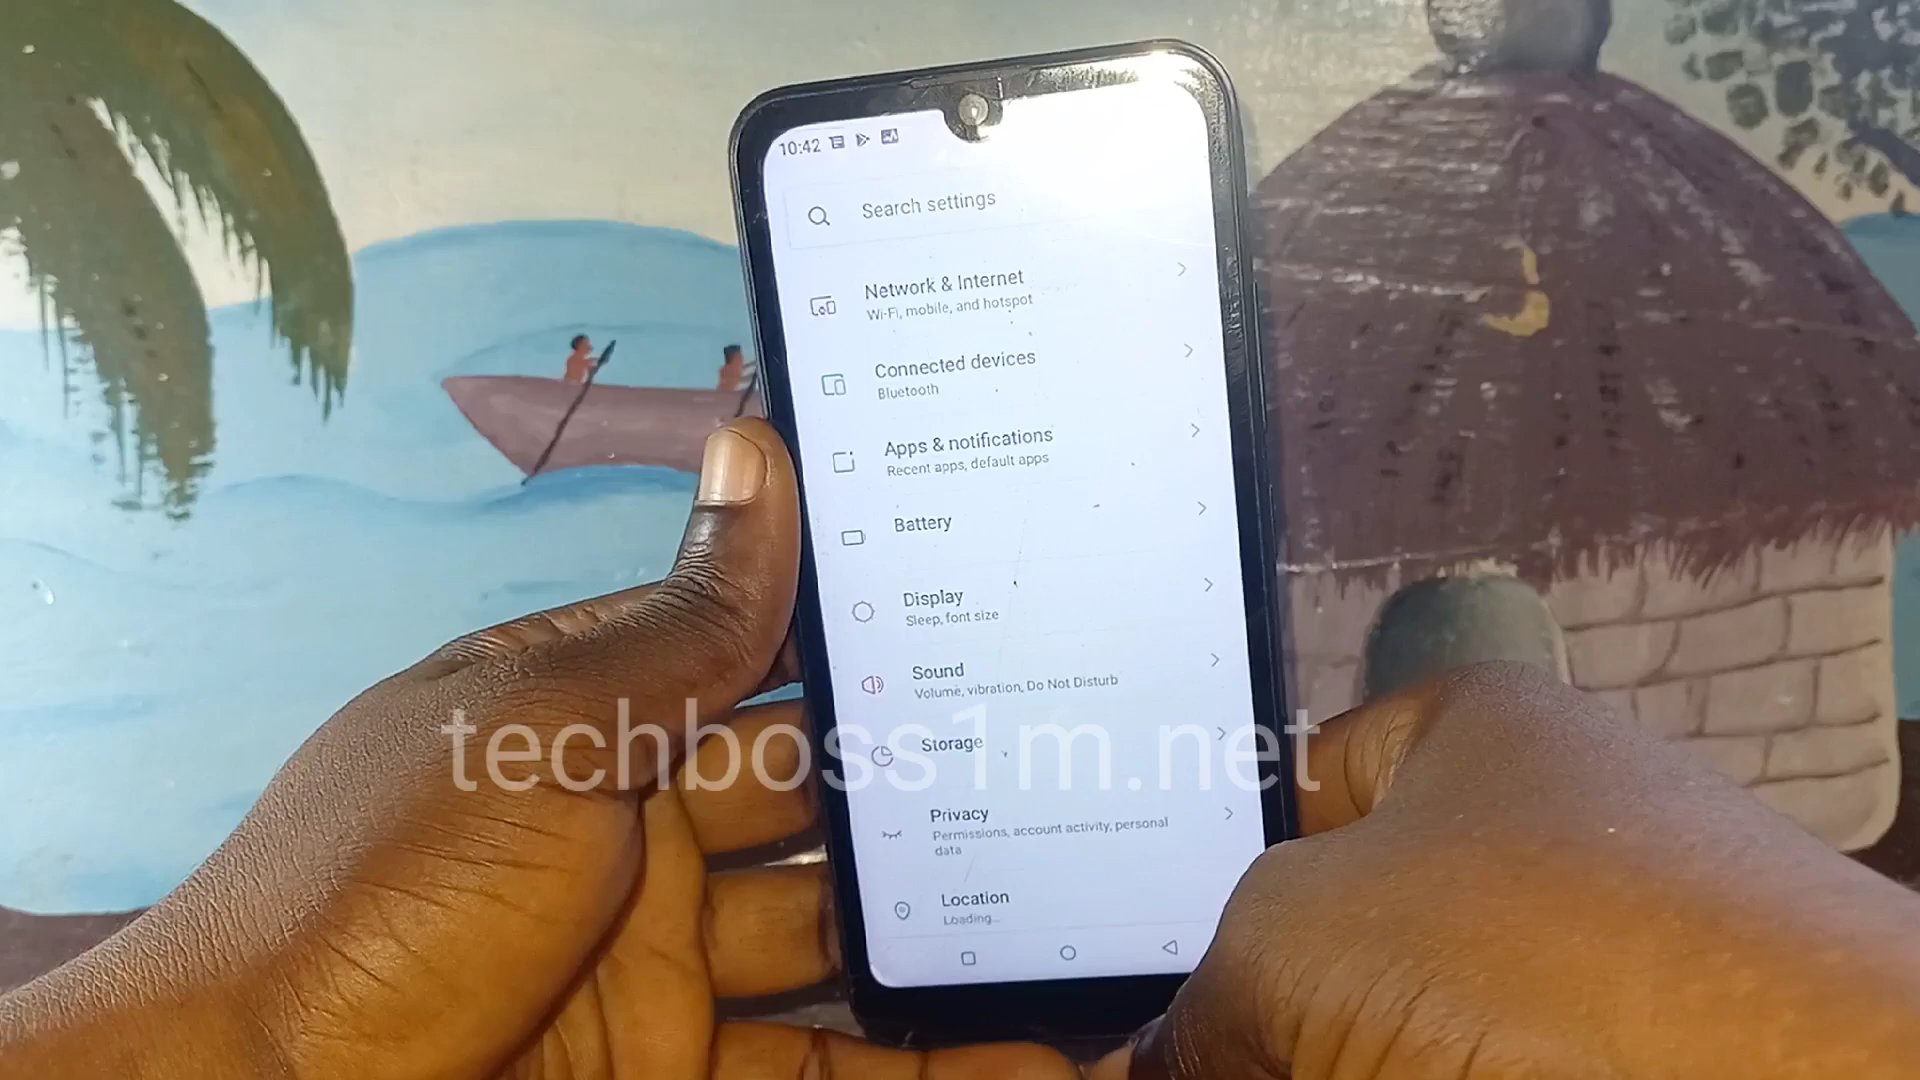 10:42
Search settings
Network & Internet
Wi-Fi, mobile, and hotspot
Connected devices
Bluetooth
Apps & notifications
Recent apps, default apps
Battery
Display
Sleep, font size
Sound
Volume, vibration, Do Not Disturb
techboss1m.net
Storage
Privacy
Permissions, account activity, personal
data
Location
Loading...